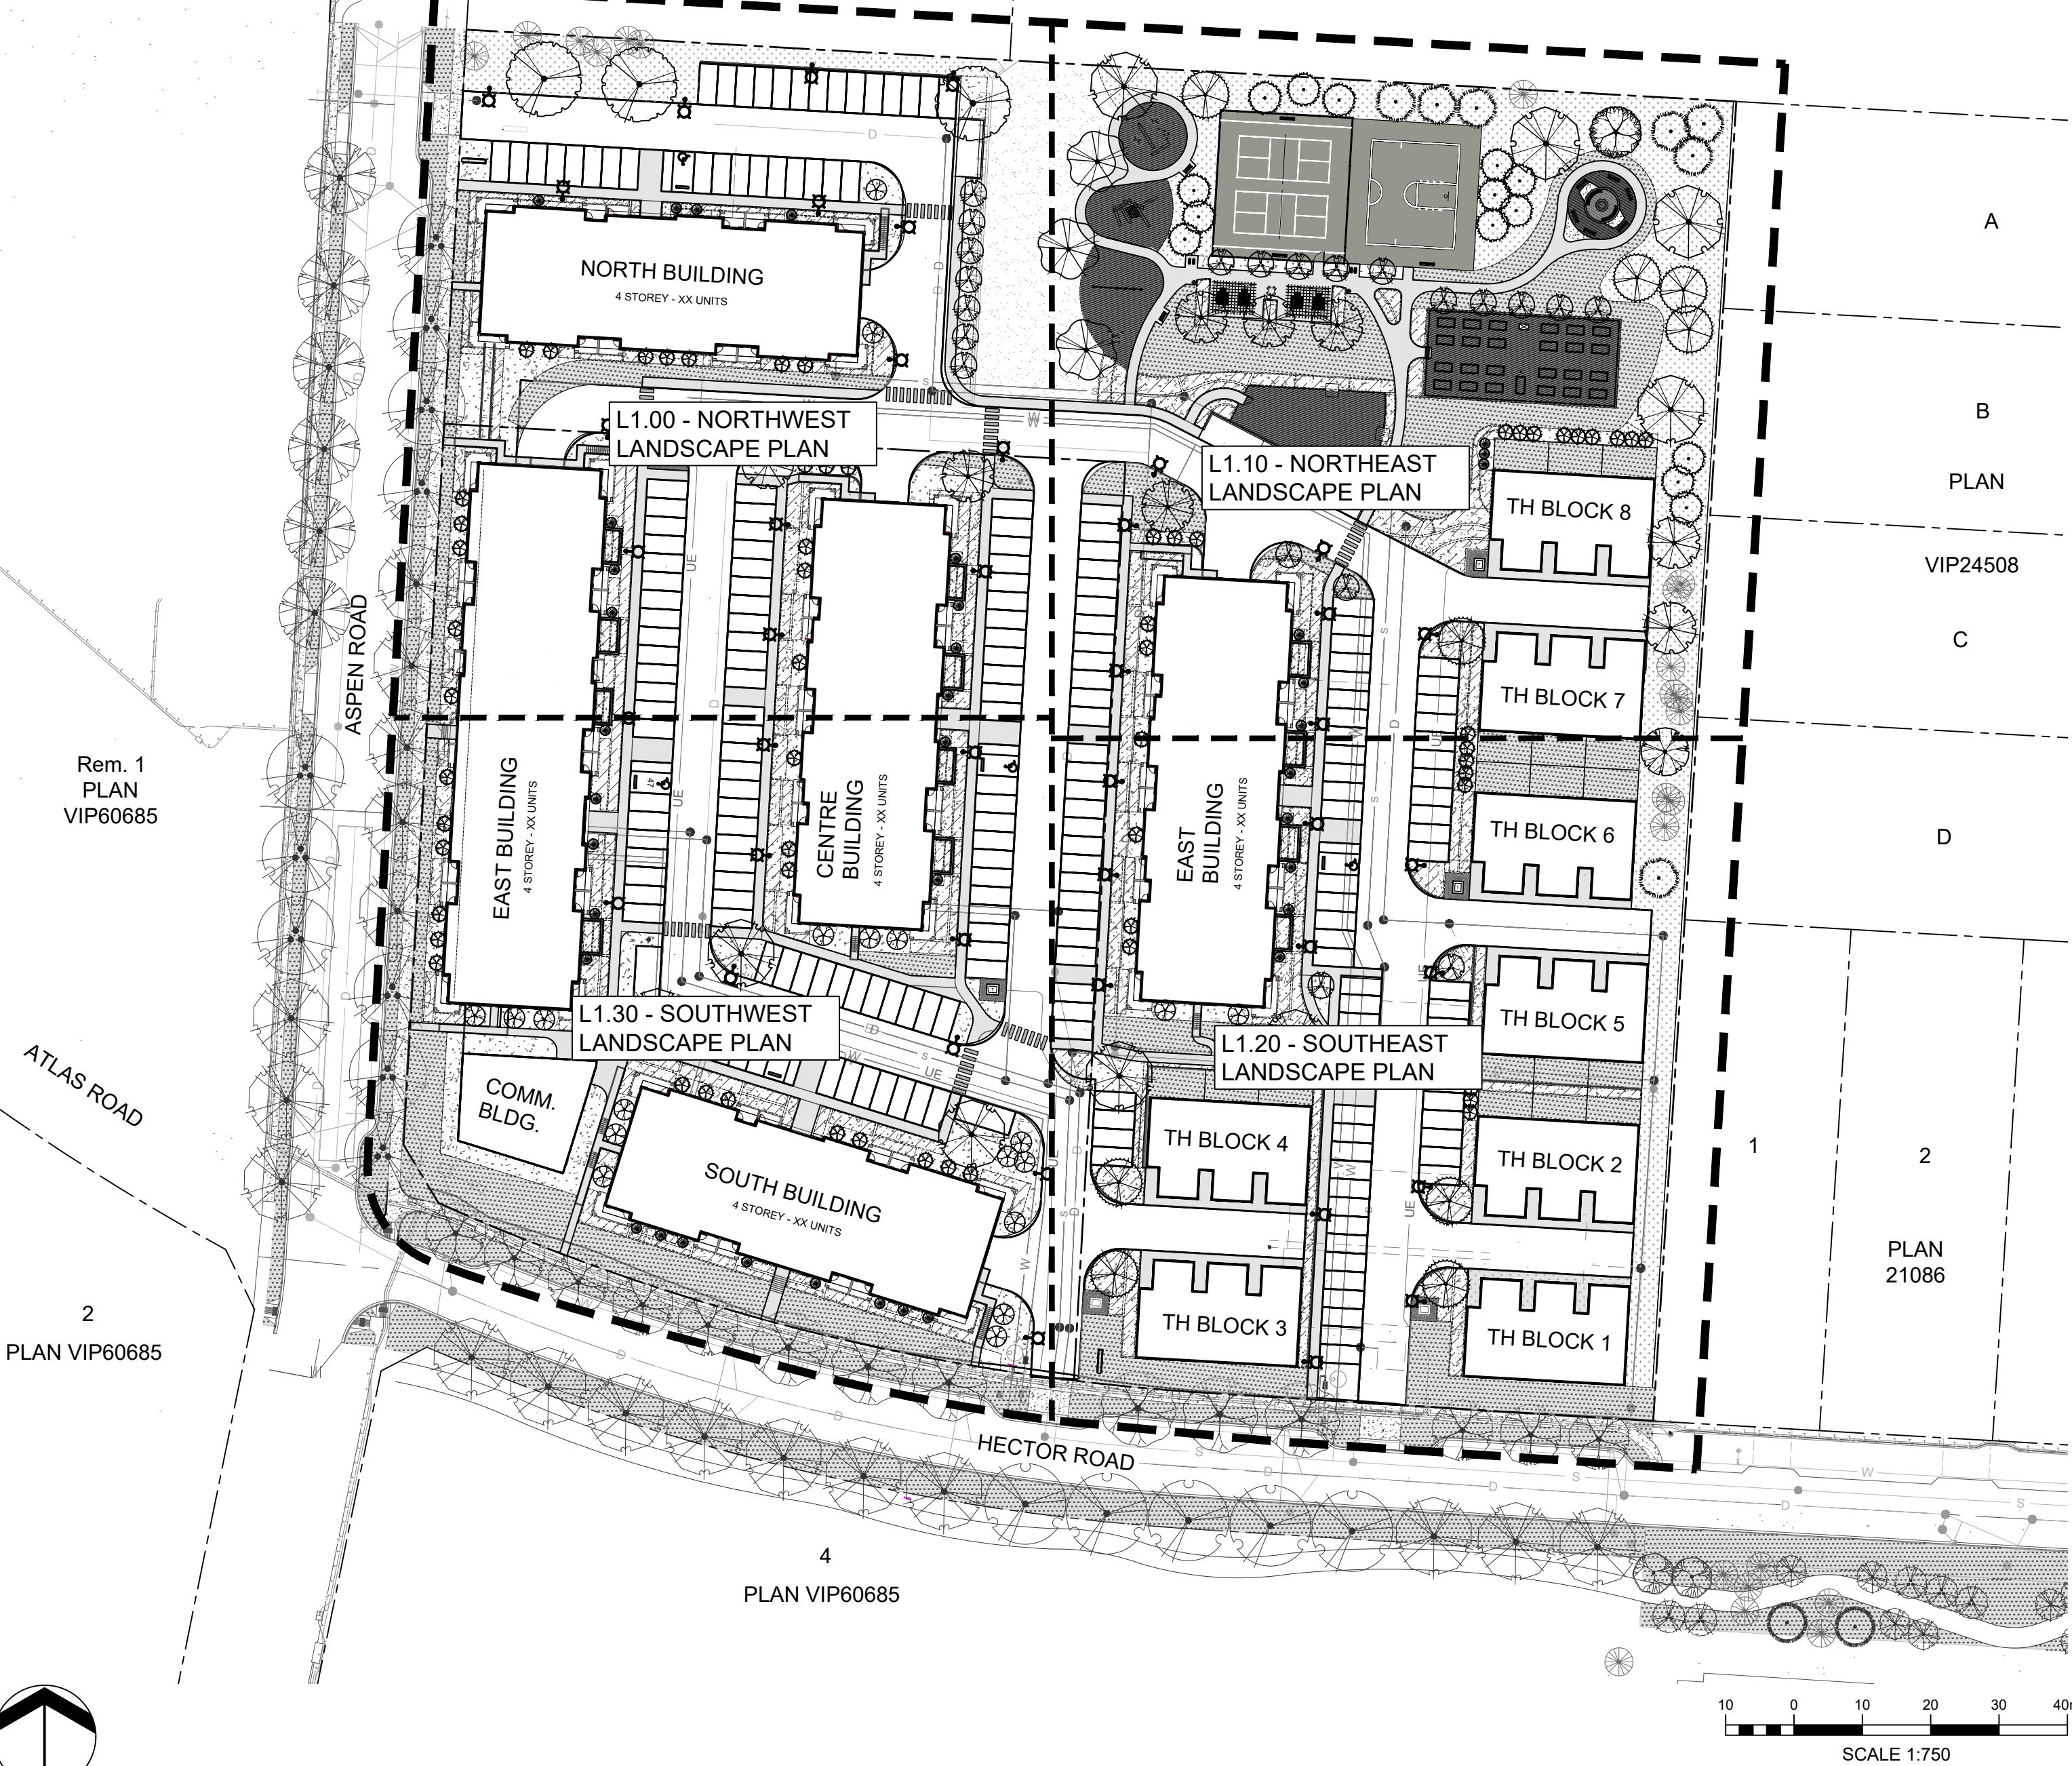 A
NORTH BUILDING
4 STOREY - XX UNITS
L1.00 - NORTHWEST
LANDSCAPE PLAN
L1.10 - NORTHEAST
LANDSCAPE PLAN
B
PLAN
VIP24508
TH BLOCK 8
C
TH BLOCK 7
ASPEN ROAD
Rem. 1
PLAN
VIP60685
EAST BUILDING
4 STOREY - XX UNITS
CENTRE
BUILDING
4 STOREY - XX UNITS
EAST
BUILDING
4 STOREY - XX UNITS
TH BLOCK 6
D
TH BLOCK 5
L1.30 - SOUTHWEST
LANDSCAPE PLAN
L1.20 - SOUTHEAST
LANDSCAPE PLAN
ATLAS ROAD
COMM.
BLDG.
TH BLOCK 4
TH BLOCK 2
1
2
SOUTH BUILDING
4 STOREY - XX UNITS
PLAN
21086
2
PLAN VIP60685
TH BLOCK 3
TH BLOCK 1
HECTOR ROAD
4
PLAN VIP60685
10 0 10 20 30
SCALE 1:750
UE
UE
UE
UE
UE
D
D
D
D
S
S
S
W
W
W